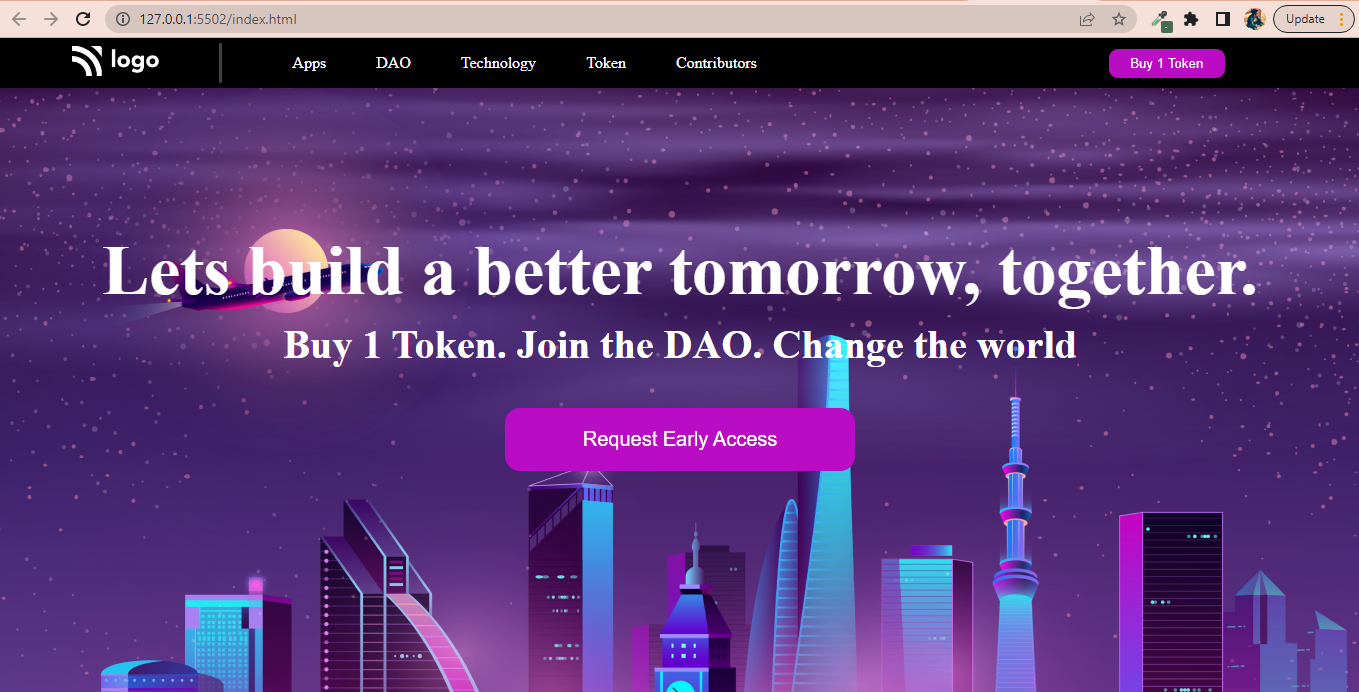 127.0.0.1:5502/index.html
Update
logo
Apps
DAO
Technology
Token
Contributors
Buy 1 Token
Lets build a better tomorrow, together.
Buy 1 Token. Join the DAO. Change the world
Request Early Access